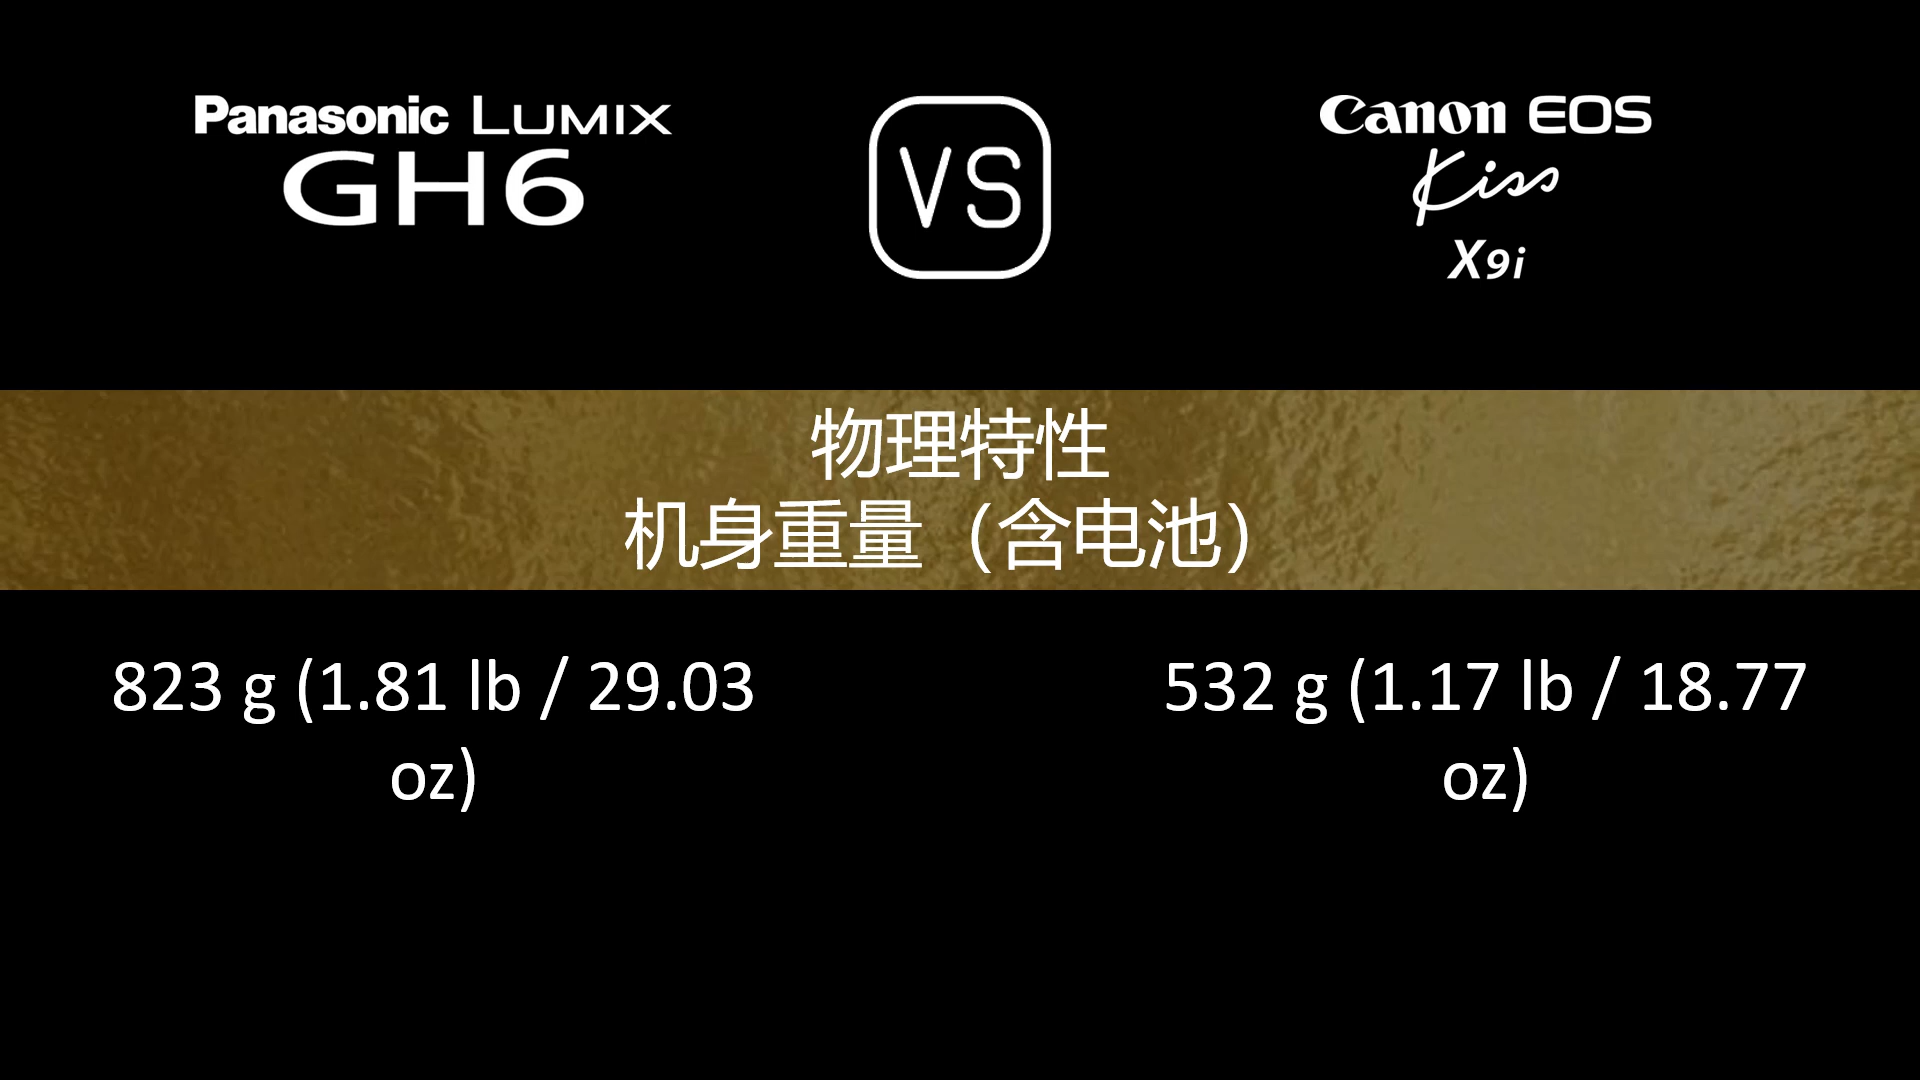 Panasonic LUMIX
GH6
VS
Canon EOS
Kiss
X9i
物理特性
机身重量（含电池）
823 g (1.81 lb / 29.03
oz)
532 g (1.17 lb / 18.77
oz)